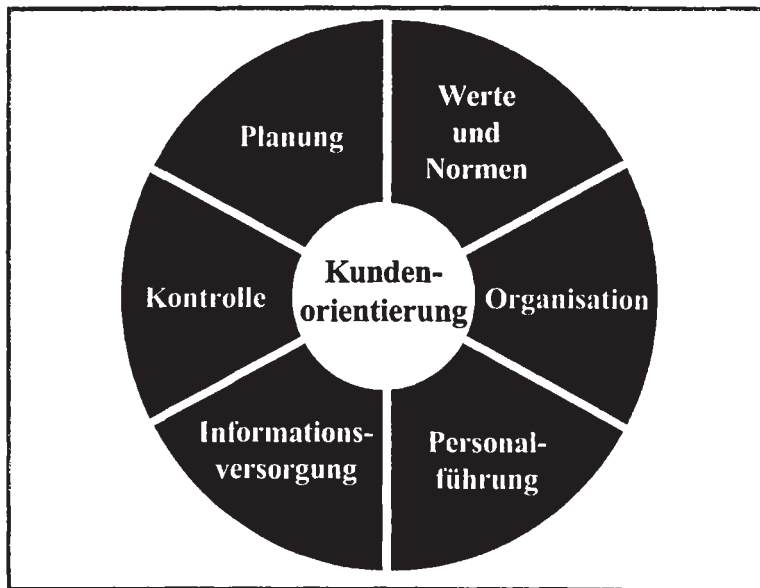 Planung
Werte
und
Normen
Kontrolle
Kunden-
orientierung
Organisation
Informations-
versorgung
Personal-
führung